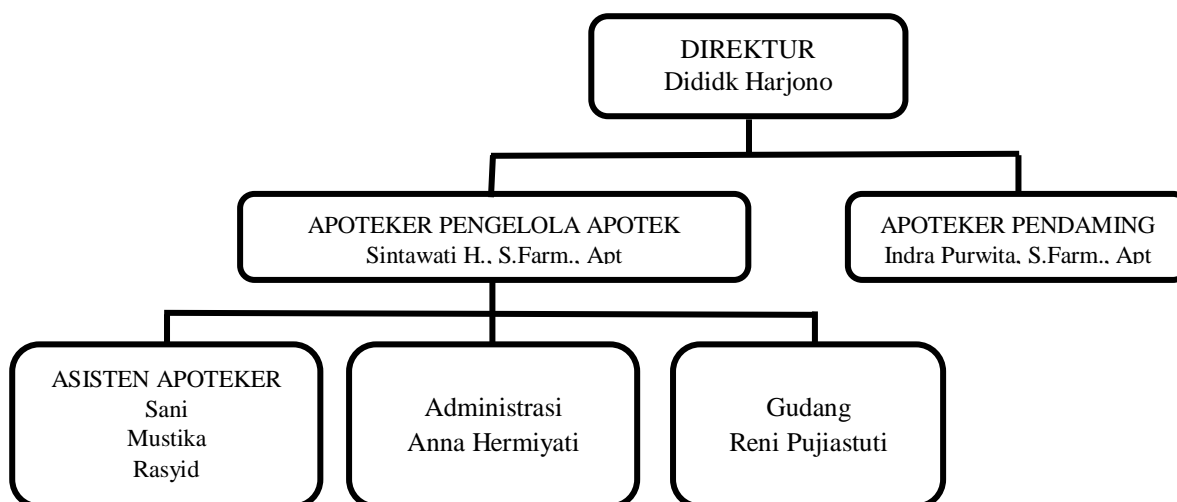 DIREKTUR
Dididk Harjono
APOTEKER PENGELOLA APOTEK
Sintawati H., S.Farm., Apt
APOTEKER PENDAMING
Indra Purwita, S.Farm., Apt
ASISTEN APOTEKER
Sani
Mustika
Rasyid
Administrasi
Anna Hermiyati
Gudang
Reni Pujiastuti